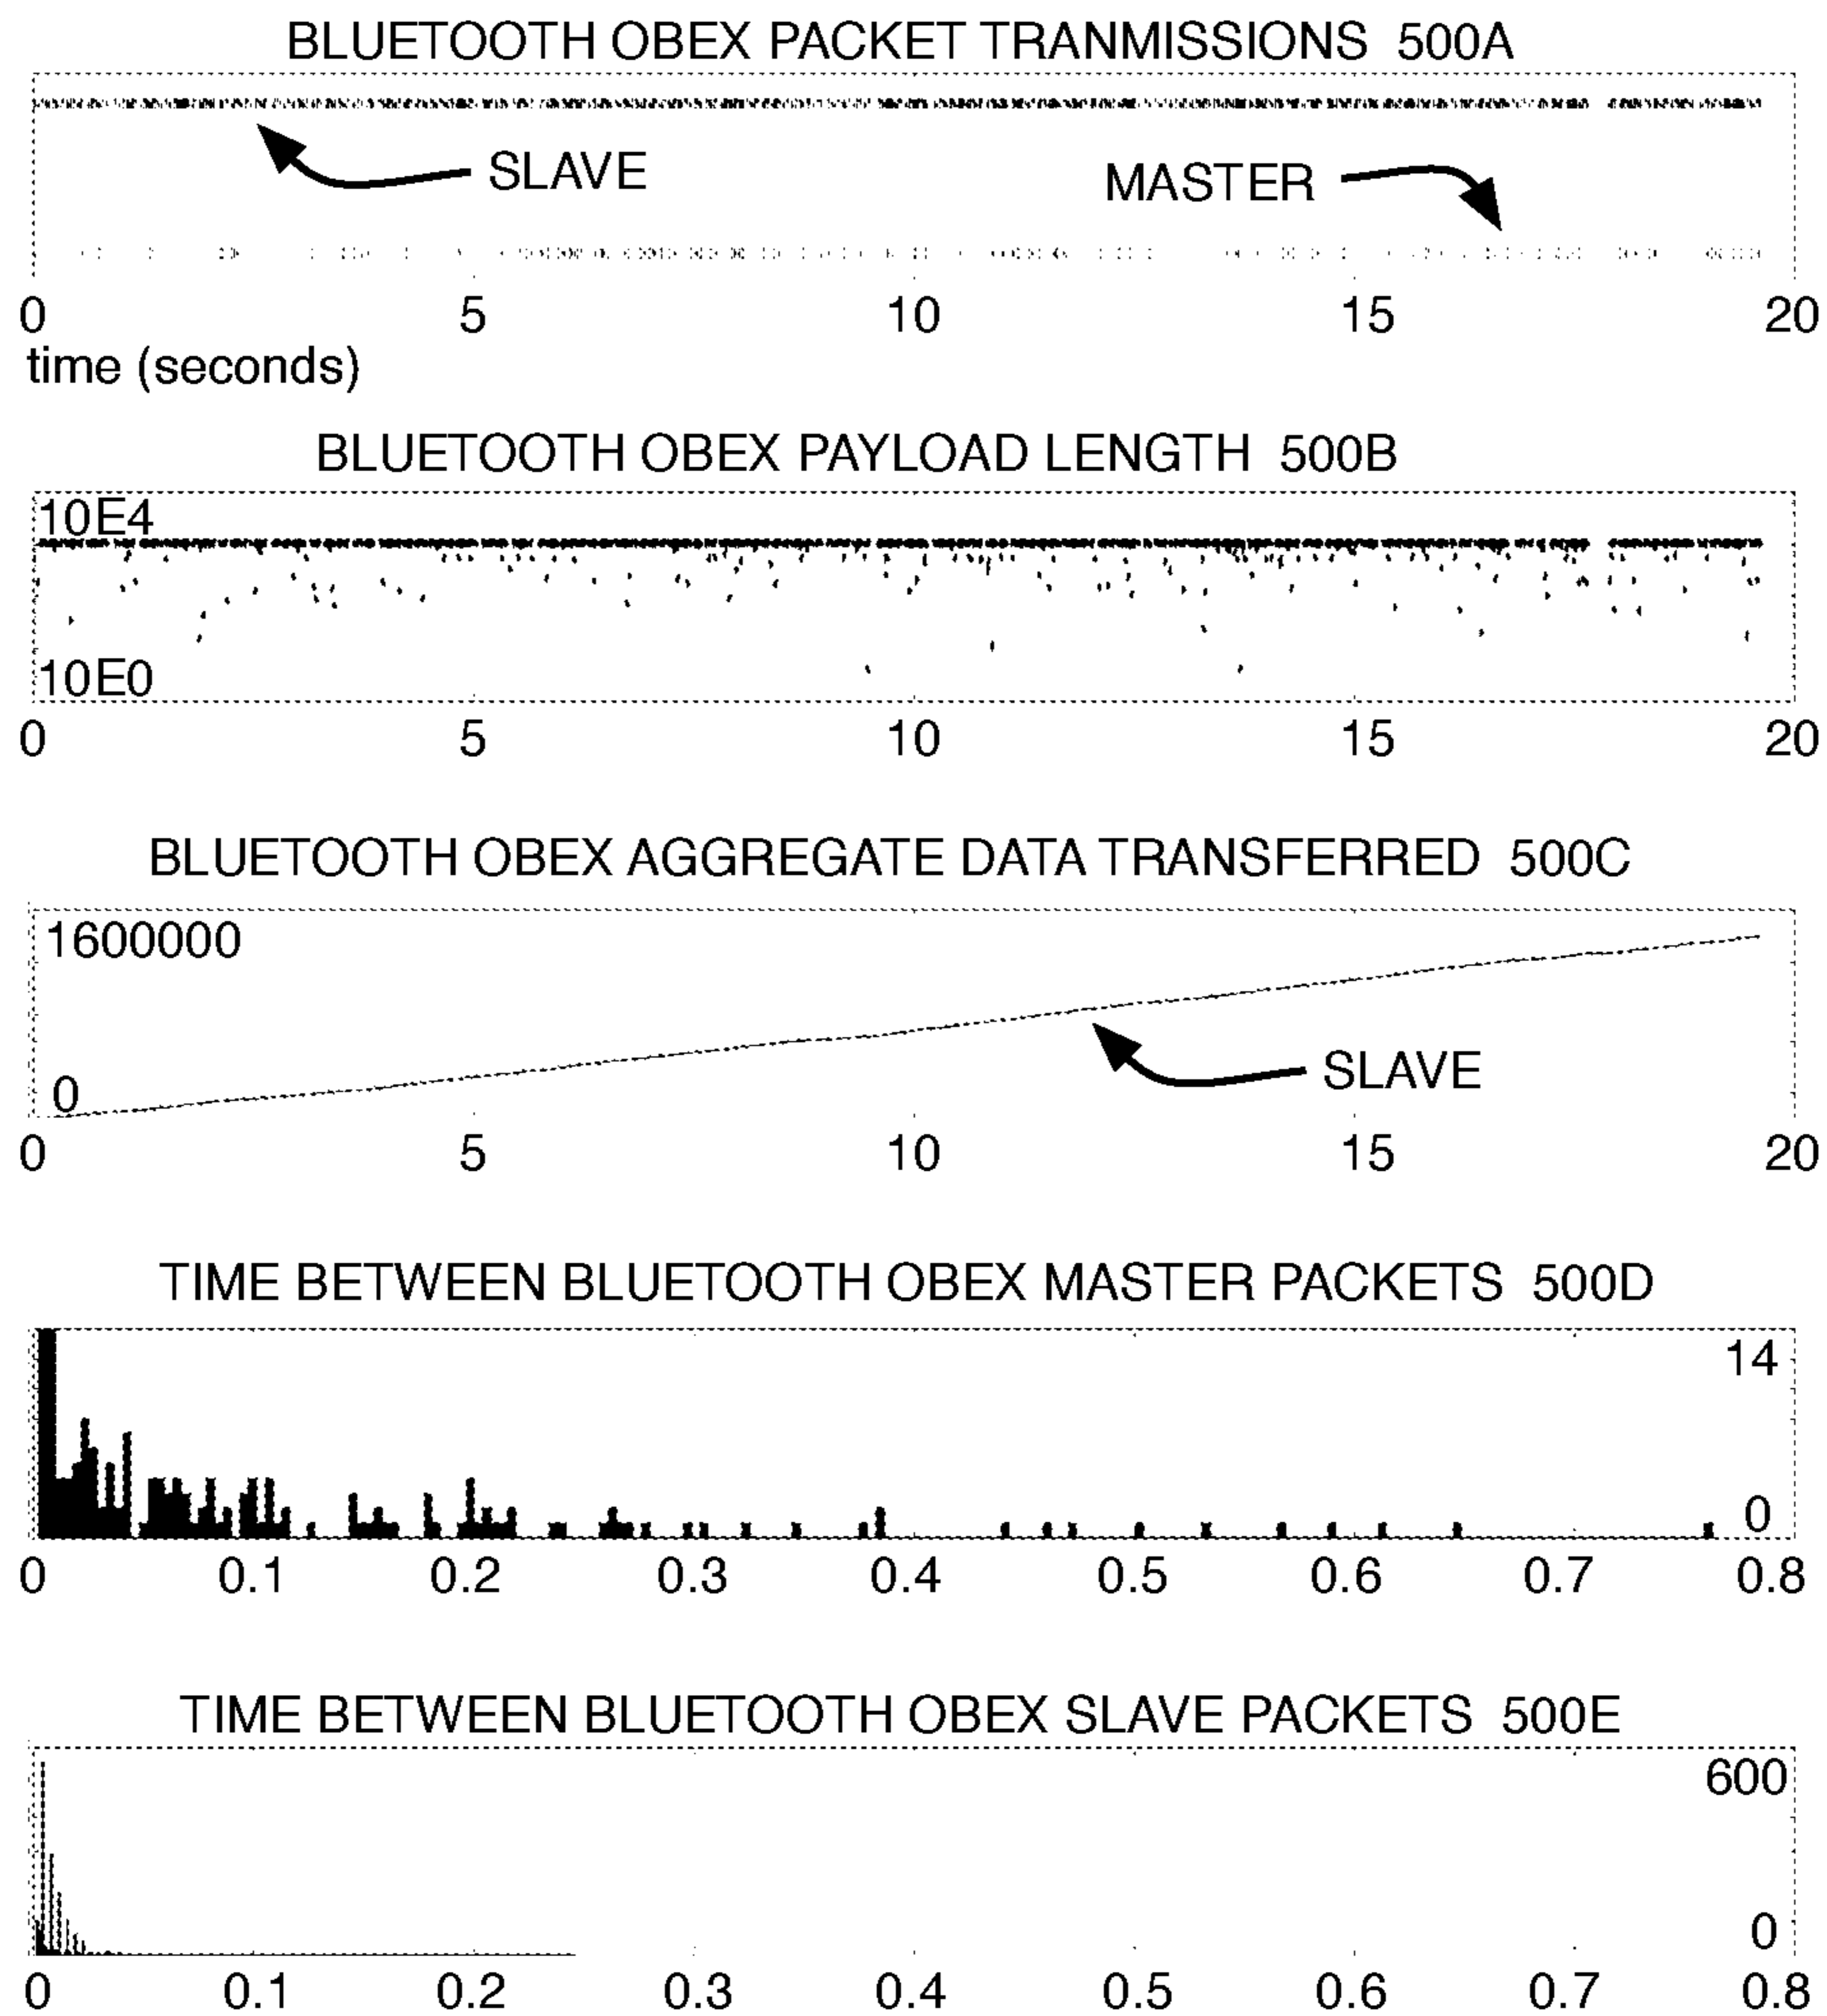 BLUETOOTH OBEX PACKET TRANMISSIONS 500A
SLAVE
MASTER
0 5 10 15 20
time (seconds)
BLUETOOTH OBEX PAYLOAD LENGTH 500B
10E4
10E0
0 5 10 15 20
BLUETOOTH OBEX AGGREGATE DATA TRANSFERRED 500C
1600000
0
SLAVE
0 5 10 15 20
TIME BETWEEN BLUETOOTH OBEX MASTER PACKETS 500D
14
0
0 0.1 0.2 0.3 0.4 0.5 0.6 0.7 0.8
TIME BETWEEN BLUETOOTH OBEX SLAVE PACKETS 500E
600
0
0 0.1 0.2 0.3 0.4 0.5 0.6 0.7 0.8